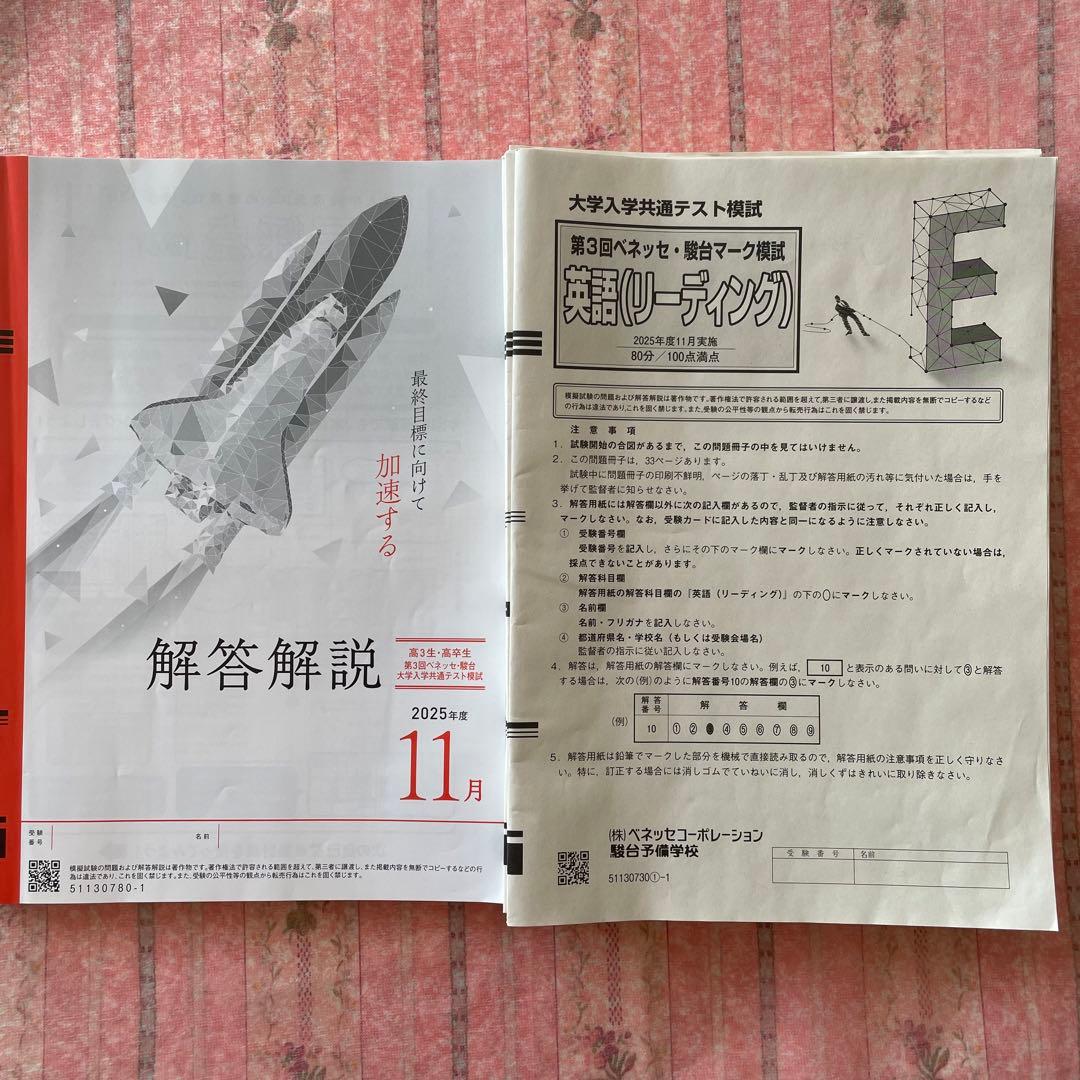 最終目標に向けて
加速する
解答解説
高3生・高卒生
第3回ベネッセ・駿台
大学入学共通テスト模試
2025年度
11月
受験
番号
名前
模擬試験の問題および解答解説は著作物です。著作権法で許容される範囲を超えて、第三者に譲渡し、また掲載内容を無断でコピーするなどの行
為は違法であり、これを固く禁じます。また、受験の公平性等の観点から転売行為はこれを固く禁じます。
51130780-1
大学入学共通テスト模試
第3回ベネッセ・駿台マーク模試
英語(リーディング)
2025年度11月実施
80分/100点満点
E
模擬試験の問題および解答解説は著作物です。著作権法で許容される範囲を超えて、第三者に譲渡し、また掲載内容を無断でコピーするなど
の行為は違法であり、これを固く禁じます。また、受験の公平性等の観点から転売行為はこれを固く禁じます。
注意事項
1. 試験開始の合図があるまで、この問題冊子の中を見てはいけません。
2. この問題冊子は、33ページあります。
試験中に問題冊子の印刷不鮮明、ページの落丁・乱丁及び解答用紙の汚れ等に気付いた場合は、手を
挙げて監督者に知らせなさい。
3. 解答用紙には解答欄以外に次の記入欄があるので、監督者の指示に従って、それぞれ正しく記入し、
マークしなさい。なお、受験カードに記入した内容と同一になるように注意しなさい。
① 受験番号欄
受験番号を記入し、さらにその下のマーク欄にマークしなさい。正しくマークされていない場合は、
採点できないことがあります。
② 解答科目欄
解答用紙の解答科目欄の『英語(リーディング)』の下の○にマークしなさい。
③ 名前欄
名前・フリガナを記入しなさい。
④ 都道府県名・学校名(もしくは受験会場名)
監督者の指示に従い記入しなさい。
4. 解答は、解答用紙の解答欄にマークしなさい。例えば、 10 と表示のある問いに対して③と解答
する場合は、次の(例)のように解答番号10の解答欄の③にマークしなさい。
(例)
解答番号 解答欄
10 ① ② ● ④ ⑤ ⑥ ⑦ ⑧ ⑨
5. 解答用紙は鉛筆でマークした部分を機械で直接読み取るので、解答用紙の注意事項を正しく守りなさ
い。特に、訂正する場合には消しゴムでていねいに消し、消しくずはきれいに取り除きなさい。
(株)ベネッセコーポレーション
駿台予備学校
51130730①-1
受験番号 名前